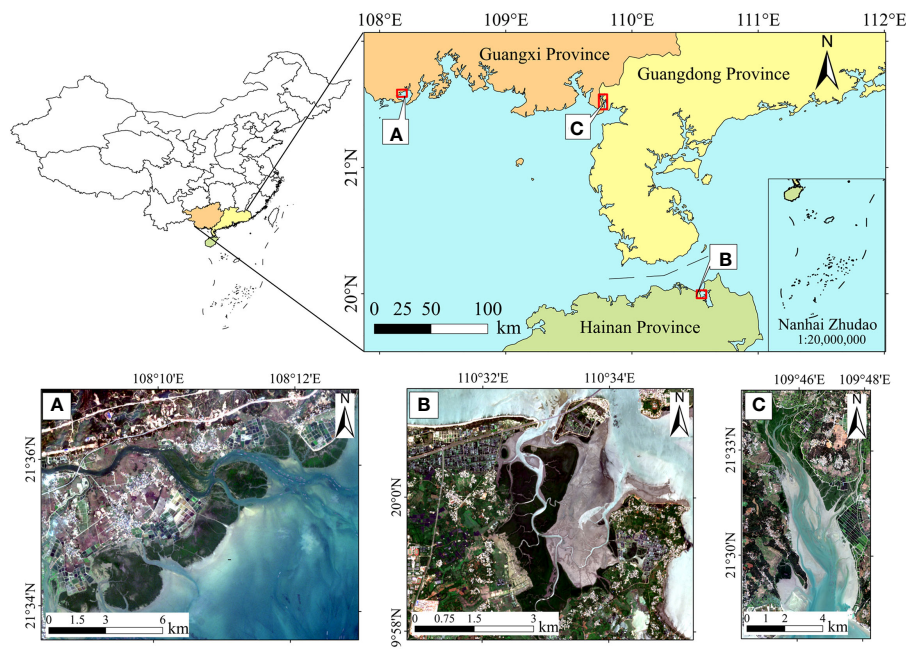 108°E 109°E 110°E 111°E 112°E
N
Guangxi Province
Guangdong Province
A
C
21°N
B
20°N
0 25 50 100
km
Hainan Province
Nanhai Zhudao
1:20,000,000
108°10'E 108°12'E
A
N
21°36'N
21°34'N
0 1.5 3 6
km
110°32'E 110°34'E
B
N
20°0'N
9°58'N
0 0.75 1.5 3
km
109°46'E 109°48'E
C
N
21°33'N
21°30'N
0 1 2 4
km